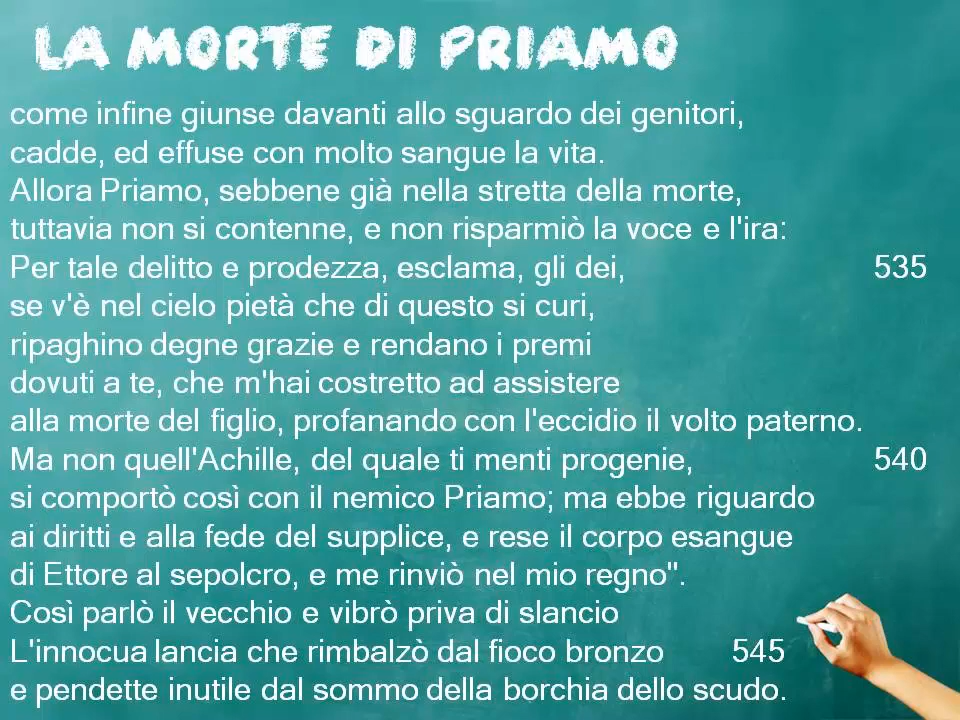 LA MORTE DI PRIAMO
come infine giunse davanti allo sguardo dei genitori,
cadde, ed effuse con molto sangue la vita.
Allora Priamo, sebbene già nella stretta della morte,
tuttavia non si contenne, e non risparmiò la voce e l'ira:
Per tale delitto e prodezza, esclama, gli dei, 535
se v'è nel cielo pietà che di questo si curi,
ripaghino degne grazie e rendano i premi
dovuti a te, che m'hai costretto ad assistere
alla morte del figlio, profanando con l'eccidio il volto paterno.
Ma non quell'Achille, del quale ti menti progenie, 540
si comportò così con il nemico Priamo; ma ebbe riguardo
ai diritti e alla fede del supplice, e rese il corpo esangue
di Ettore al sepolcro, e me rinviò nel mio regno".
Così parlò il vecchio e vibrò priva di slancio
L'innocua lancia che rimbalzò dal fioco bronzo 545
e pendette inutile dal sommo della borchia dello scudo.